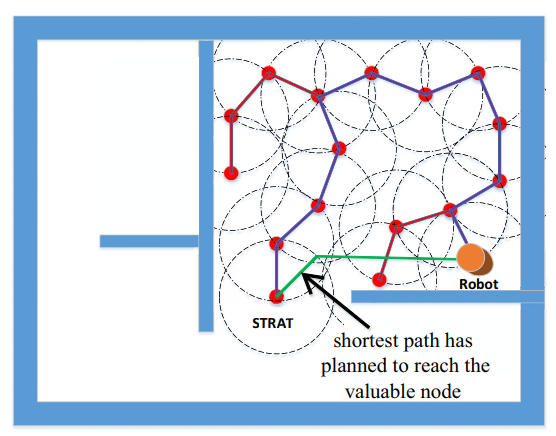 Robot
STRAT
shortest path has
planned to reach the
valuable node